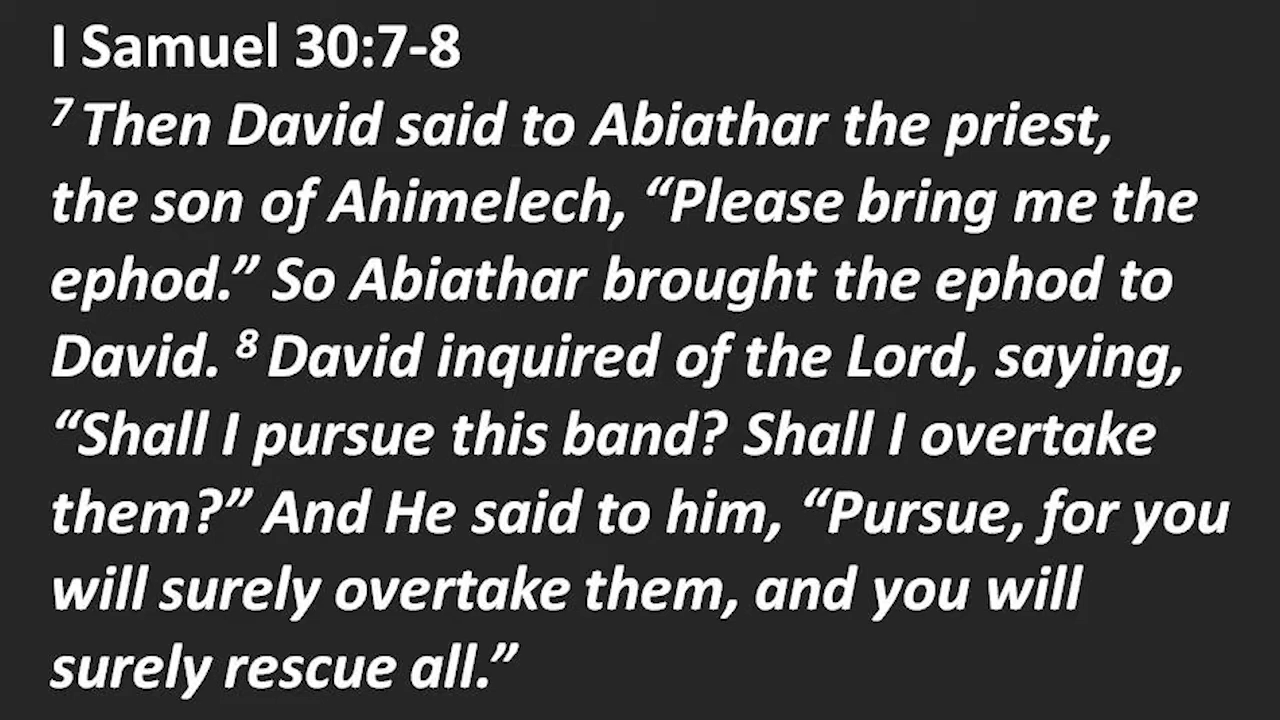 I Samuel 30:7-8
7 Then David said to Abiathar the priest,
the son of Ahimelech, “Please bring me the
ephod.” So Abiathar brought the ephod to
David. 8 David inquired of the Lord, saying,
“Shall I pursue this band? Shall I overtake
them?” And He said to him, “Pursue, for you
will surely overtake them, and you will
surely rescue all.”